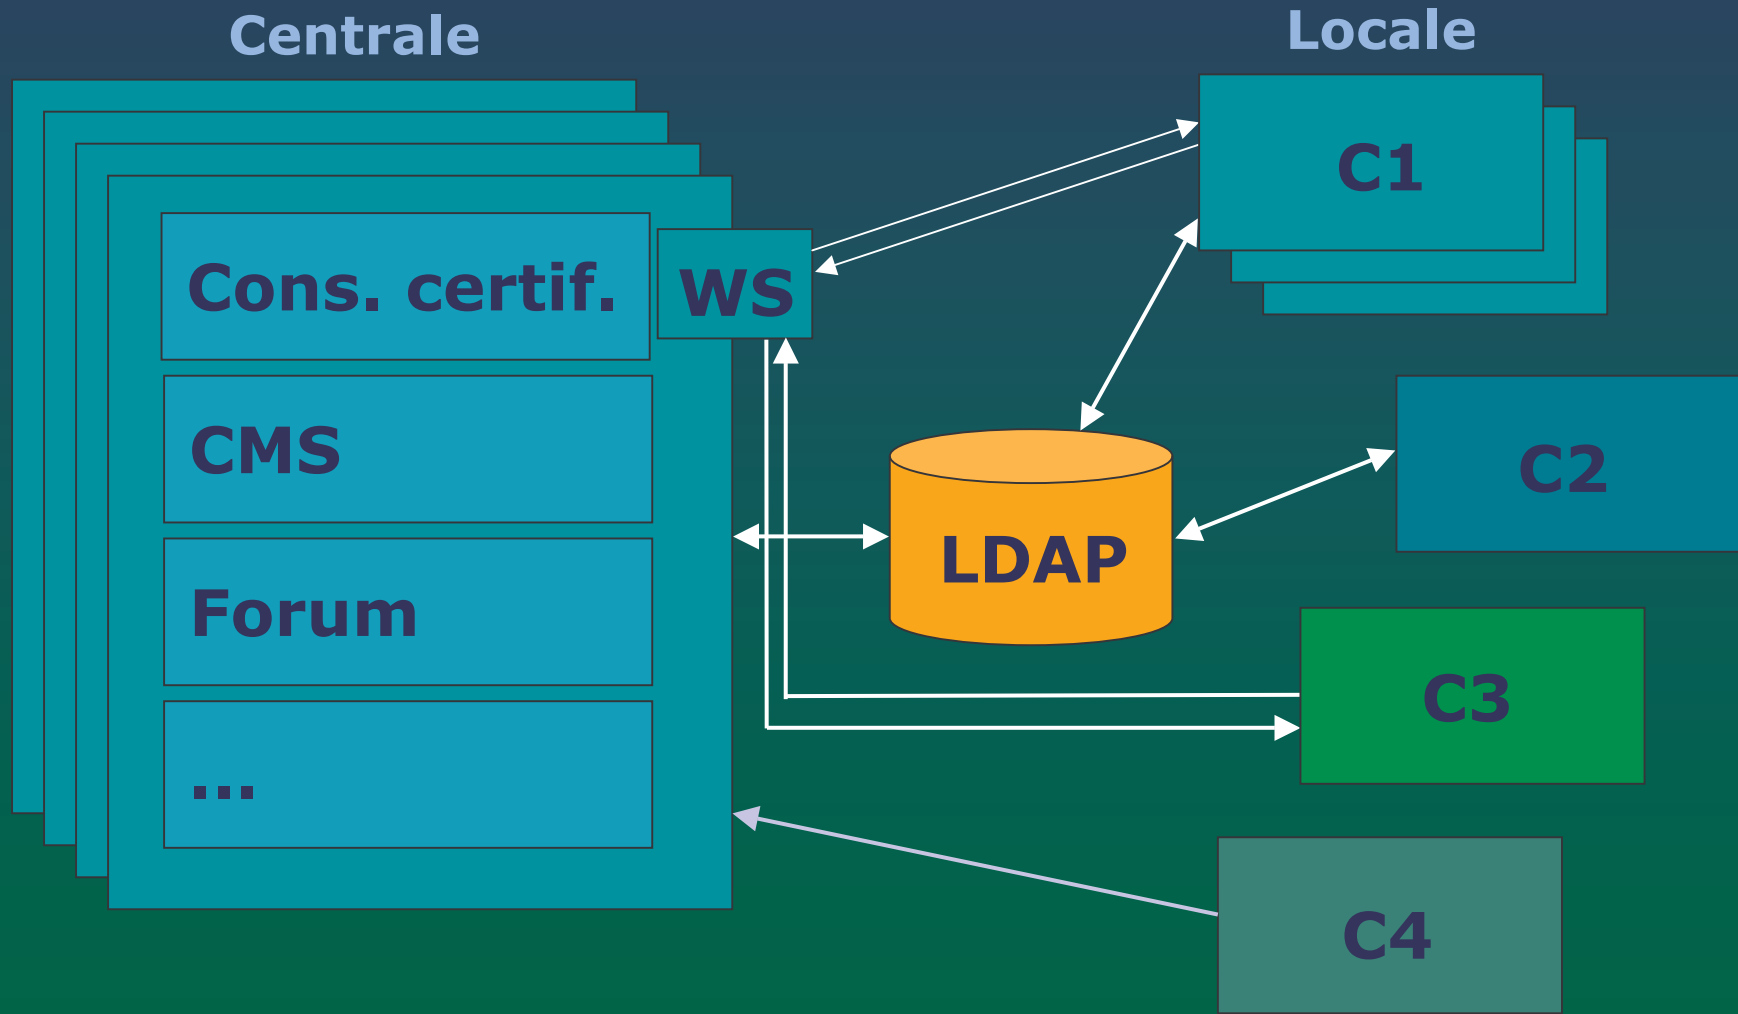 Centrale
Locale
C1
Cons. certif.
WS
CMS
C2
LDAP
Forum
C3
...
C4